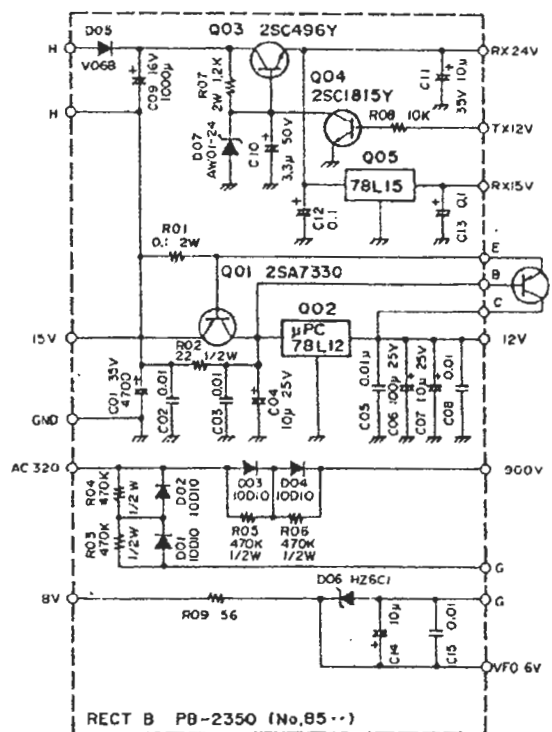 Q03 2SC496Y
D05
V06B
H
C09 16V
1000μ
R07 1.2K
2W
Q04
2SC1815Y
C11
35V 10μ
RX24V
H
D07
AW01-24
C10
3.3μ 50V
R08 10K
TX12V
Q05
78L15
RX15V
C12
0.1
C13
0.1
R01
0.1 2W
E
Q01 2SA7330
B
Q02
C
15V
μPC
78L12
12V
R02
22 1/2W
C01 35V
4700
C02 0.01
C03 0.01
C04
10μ 25V
C05 0.01μ
C06 100μ 25V
C07 10μ 25V
C08 0.01
GND
AC 320
900V
R04
470K
1/2W
D02
10D10
D03
10D10
D04
10D10
R03
470K
1/2W
D01
10D10
R05
470K
1/2W
R06
470K
1/2W
G
D06 HZ6C1
8V
G
R09 56
10μ
C14
0.01
C15
VFO 6V
RECT B PB-2350 (No,85--)